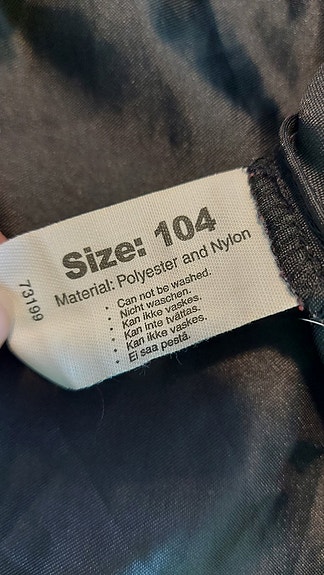 Size: 104
Material: Polyester and Nylon
• Can not be washed.
• Nicht waschen.
• Kan ikke vaskes.
• Kan inte tvättas.
• Kan ikke vaskes.
• Ei saa pestä.
73199